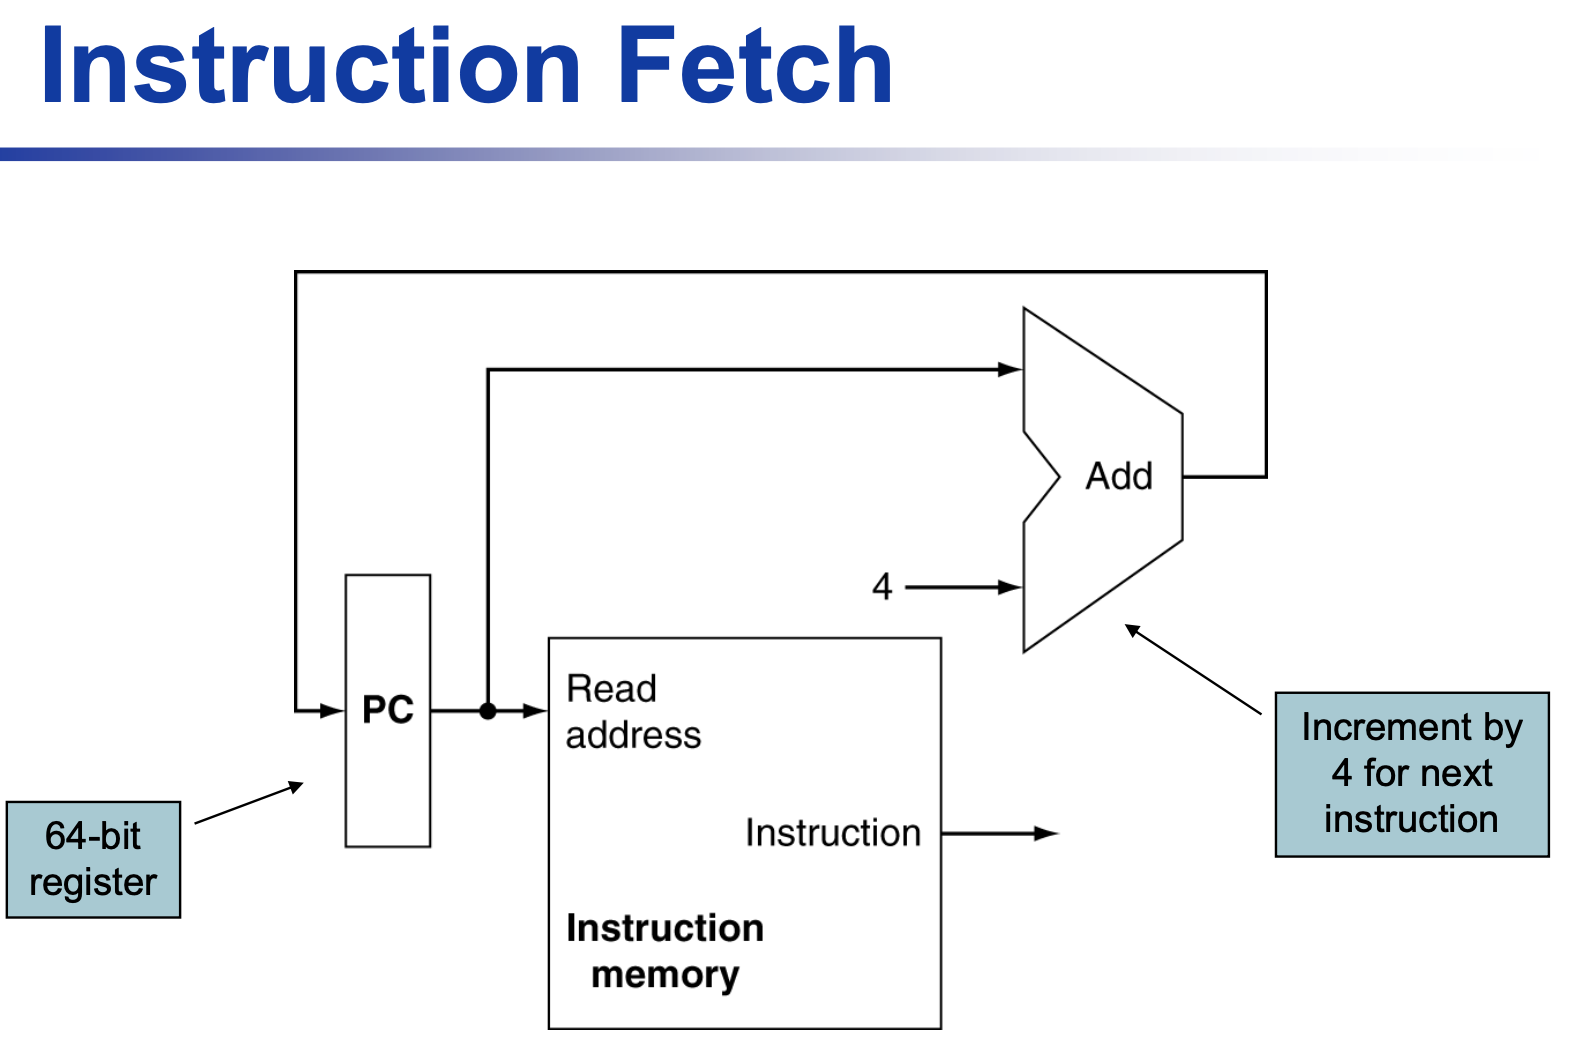 Instruction Fetch
Add
4
PC
Read
address
Increment by
4 for next
instruction
64-bit
register
Instruction
Instruction
memory